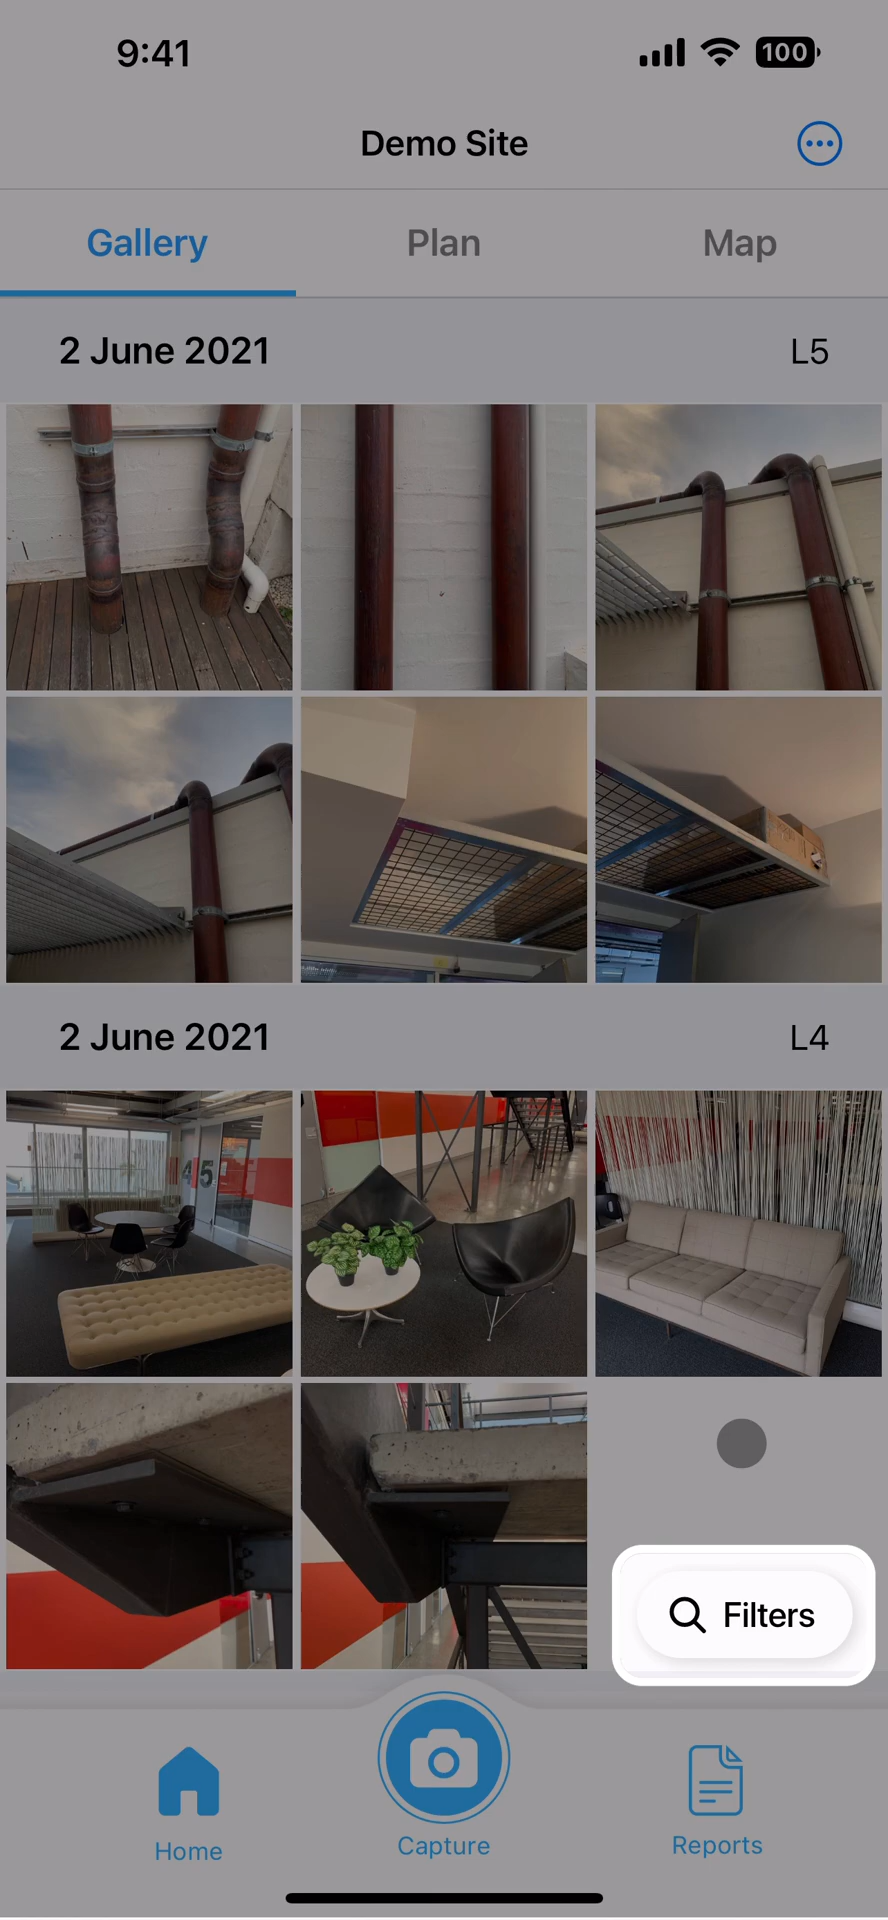 9:41
100
Demo Site
Gallery
Plan
Map
2 June 2021
L5
2 June 2021
L4
45
Filters
Home
Capture
Reports